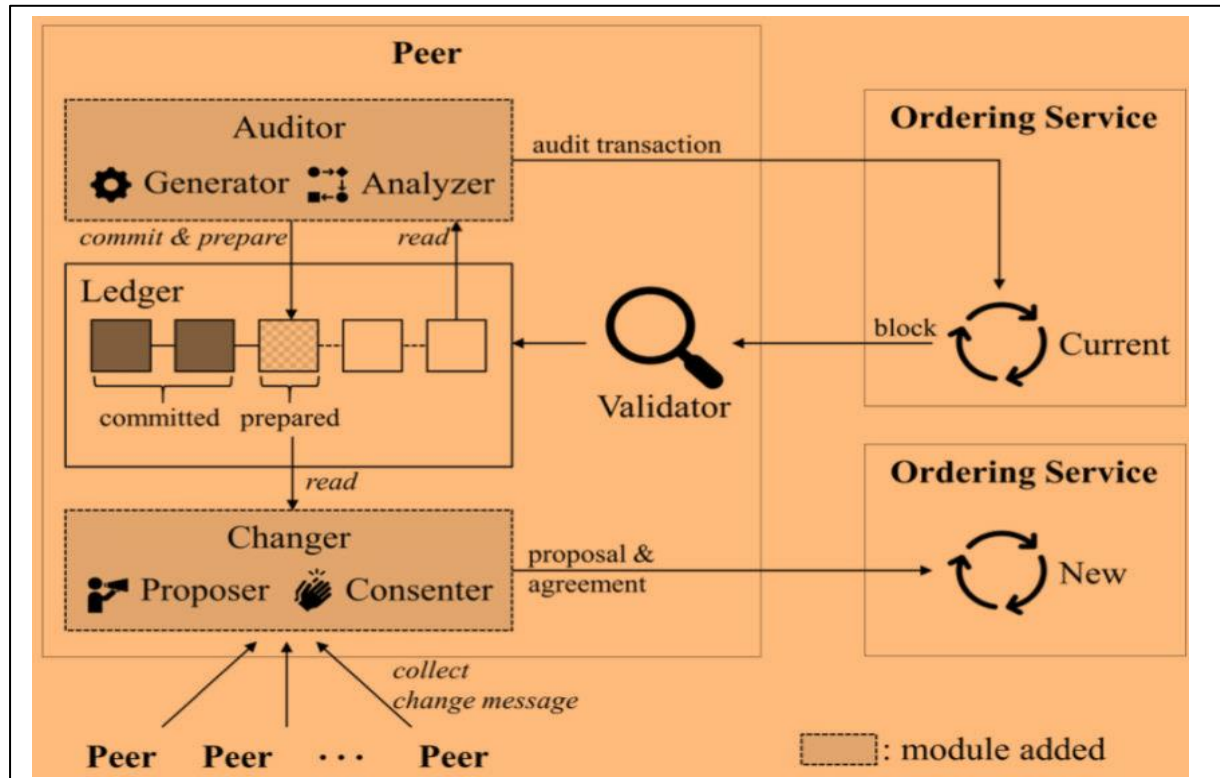 Peer
Auditor
Generator
Analyzer
commit & prepare
read
audit transaction
Ordering Service
Current
block
Ledger
committed
prepared
Validator
read
Changer
Proposer
Consenter
proposal &
agreement
Ordering Service
New
collect
change message
Peer Peer ··· Peer
: module added